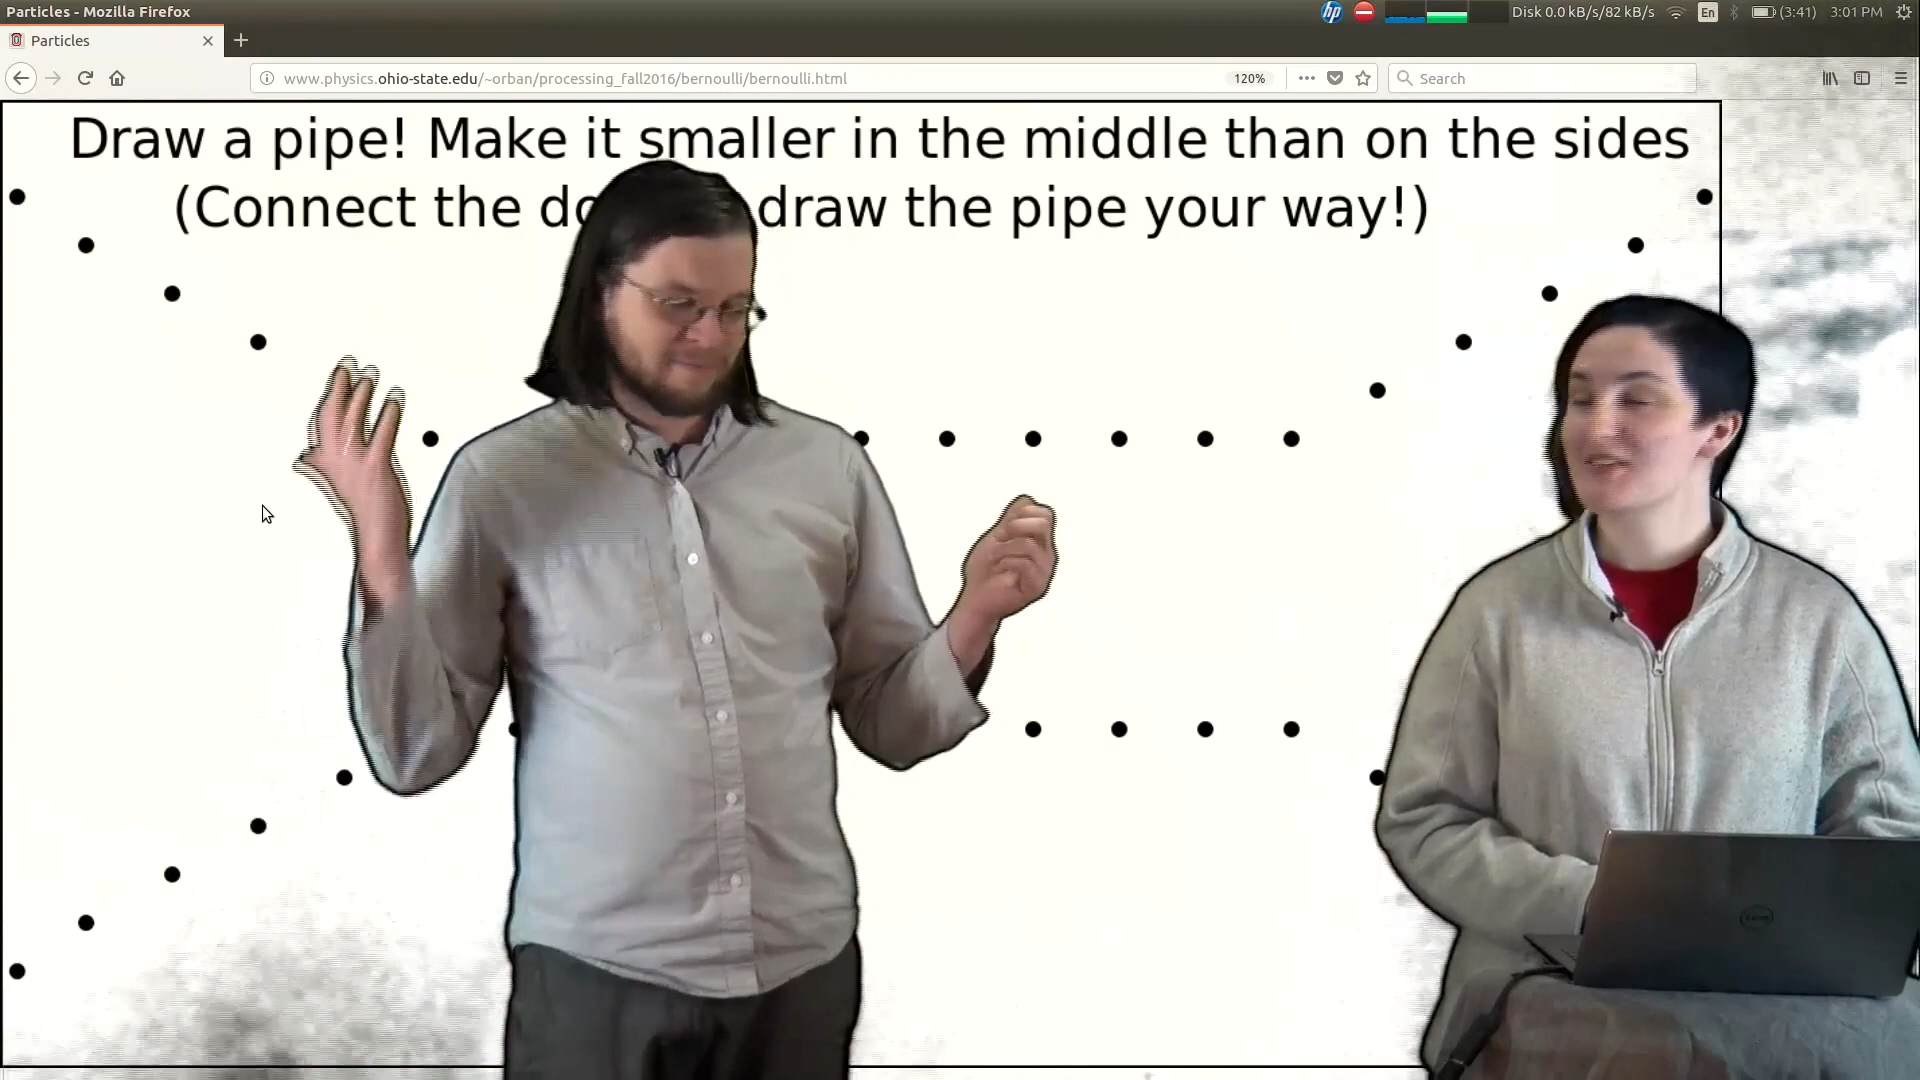 Particles - Mozilla Firefox
Disk 0.0 kB/s/82 kB/s
En
(3:41)
3:01 PM
Particles
www.physics.ohio-state.edu/~orban/processing_fall2016/bernoulli/bernoulli.html
120%
Search
Draw a pipe! Make it smaller in the middle than on the sides
(Connect the draw the pipe your way!)
hp